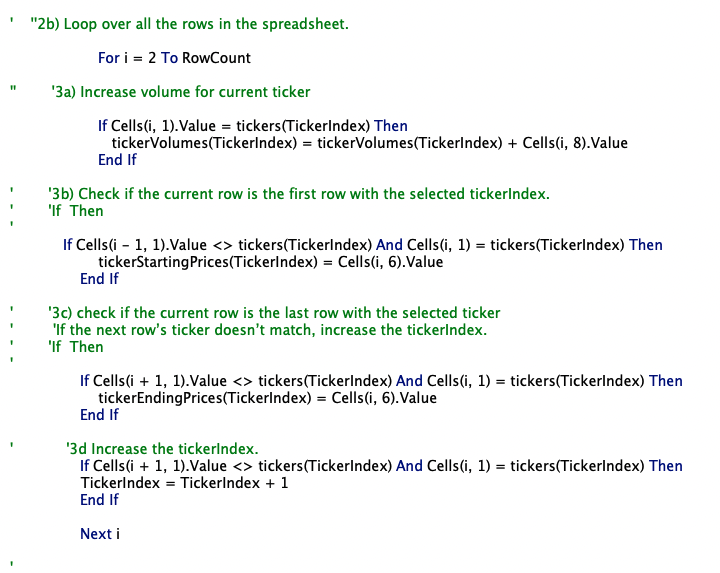 '    "2b) Loop over all the rows in the spreadsheet.
For i = 2 To RowCount
"        '3a) Increase volume for current ticker
If Cells(i, 1).Value = tickers(TickerIndex) Then
tickerVolumes(TickerIndex) = tickerVolumes(TickerIndex) + Cells(i, 8).Value
End If
'        '3b) Check if the current row is the first row with the selected tickerIndex.
'        'If  Then
'
If Cells(i - 1, 1).Value <> tickers(TickerIndex) And Cells(i, 1) = tickers(TickerIndex) Then
tickerStartingPrices(TickerIndex) = Cells(i, 6).Value
End If
'        '3c) check if the current row is the last row with the selected ticker
'         'If the next row's ticker doesn't match, increase the tickerIndex.
'        'If  Then
'
If Cells(i + 1, 1).Value <> tickers(TickerIndex) And Cells(i, 1) = tickers(TickerIndex) Then
tickerEndingPrices(TickerIndex) = Cells(i, 6).Value
End If
'            '3d Increase the tickerIndex.
If Cells(i + 1, 1).Value <> tickers(TickerIndex) And Cells(i, 1) = tickers(TickerIndex) Then
TickerIndex = TickerIndex + 1
End If
Next i
'